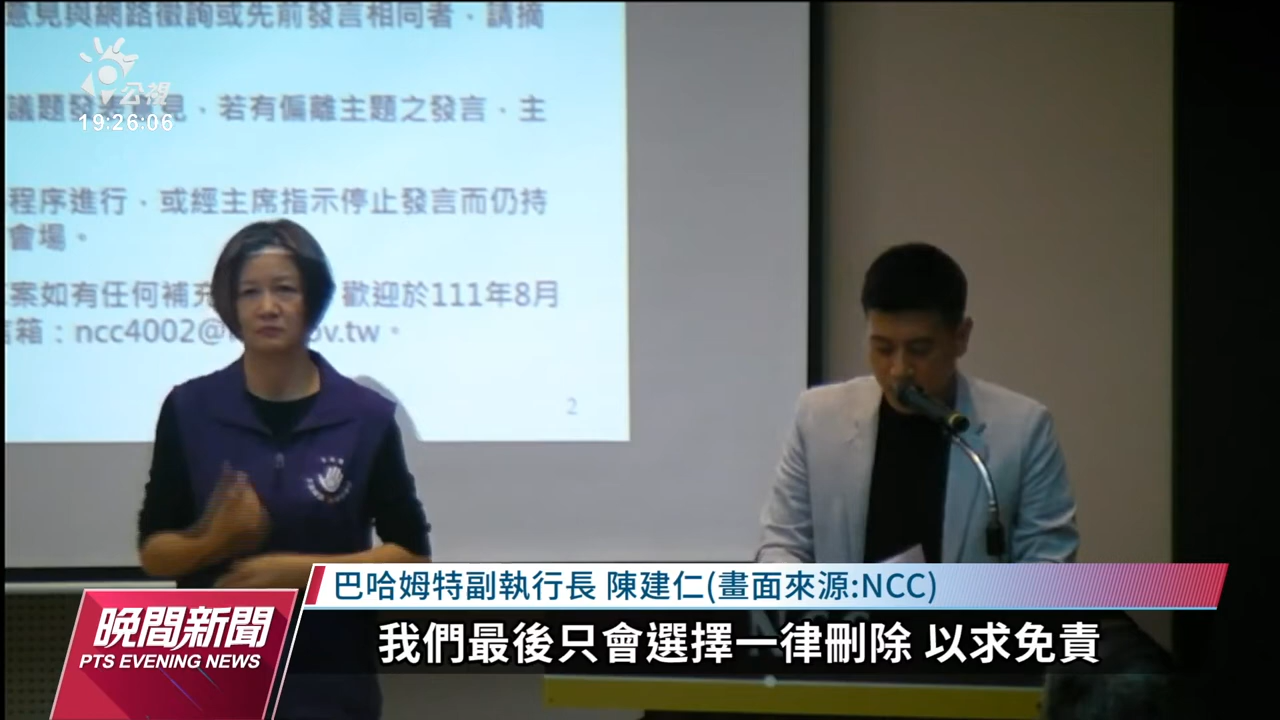 意見與網路徵詢或先前發言相同者，請摘
公視
19:26:06
議題發 見、若有偏離主題之發言、主
程序進行、或經主席指示停止發言而仍持
會場。
案如有任何補充 歡迎於111年8月
信箱：ncc4002@ .tw。
2
巴哈姆特副執行長 陳建仁(畫面來源:NCC)
晚間新聞
PTS EVENING NEWS
我們最後只會選擇一律刪除 以求免責